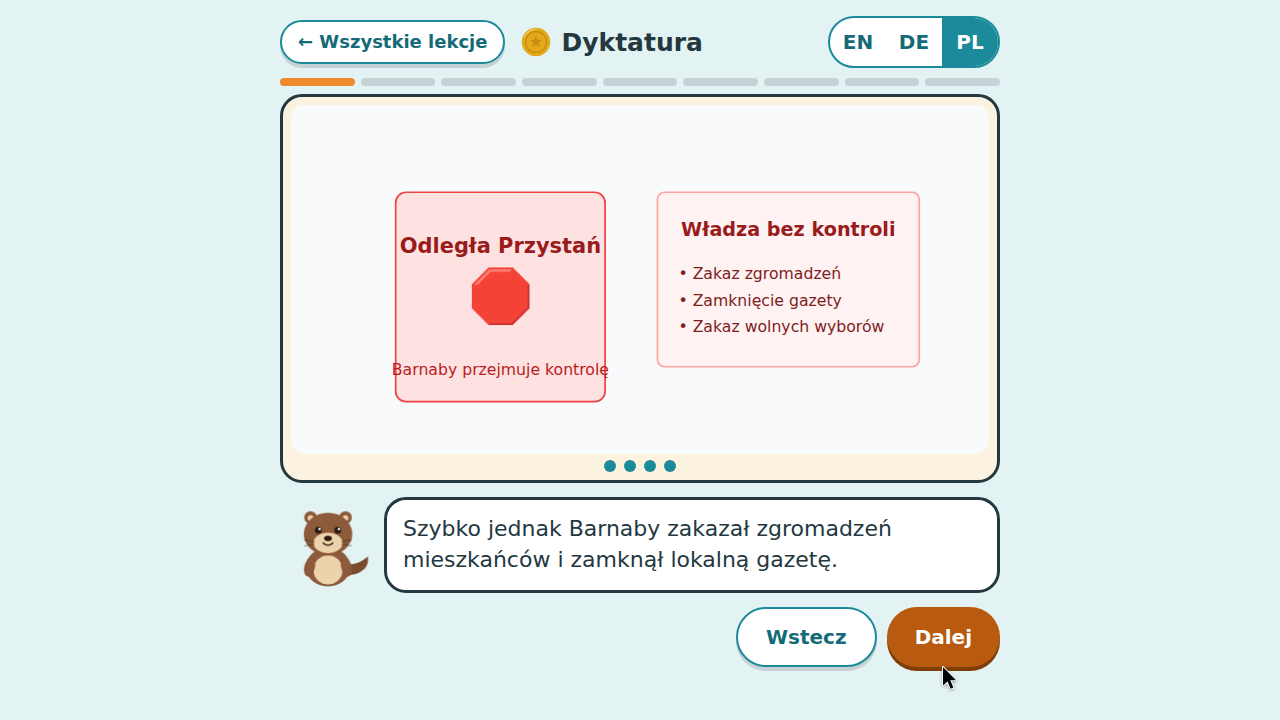 ← Wszystkie lekcje
Dyktatura
EN DE PL
Odległa Przystań
Barnaby przejmuje kontrolę
Władza bez kontroli
• Zakaz zgromadzeń
• Zamknięcie gazety
• Zakaz wolnych wyborów
Szybko jednak Barnaby zakazał zgromadzeń
mieszkańców i zamknął lokalną gazetę.
Wstecz
Dalej